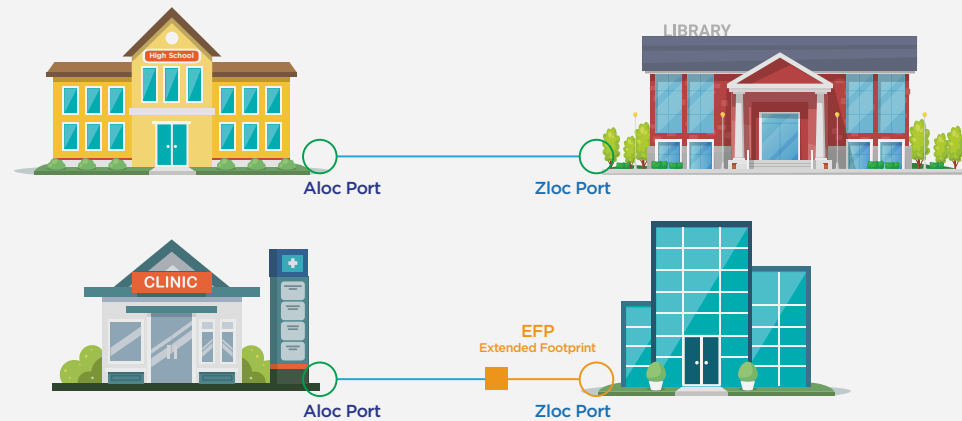 LIBRARY
High School
Aloc Port
Zloc Port
CLINIC
EFP
Extended Footprint
Aloc Port
Zloc Port